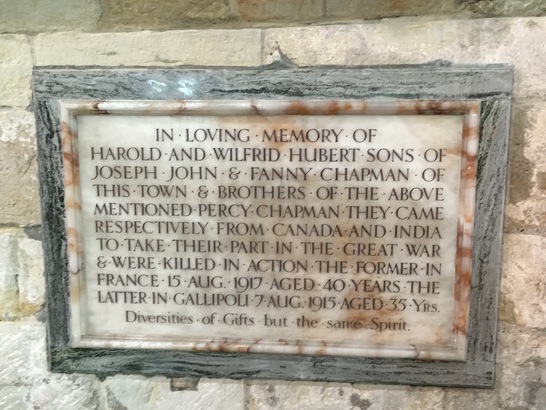 IN · LOVING · MEMORY · OF
HAROLD · AND · WILFRID · HUBERT · SONS · OF
JOSEPH · JOHN · & · FANNY · CHAPMAN · OF
THIS · TOWN · & · BROTHERS · OF · THE · ABOVE
MENTIONED · PERCY · CHAPMAN · THEY · CAME
RESPECTIVELY · FROM · CANADA · AND · INDIA
TO · TAKE · THEIR · PART · IN · THE · GREAT · WAR
& · WERE · KILLED · IN · ACTION · THE · FORMER · IN
FRANCE · 15 · AUG. 1917 · AGED · 40 YEARS · THE
LATTER · IN · GALLIPOLI · 7 · AUG. 1915 · AGED · 35 · Yrs.
Diversities · of · Gifts · but · the · same · Spirit.